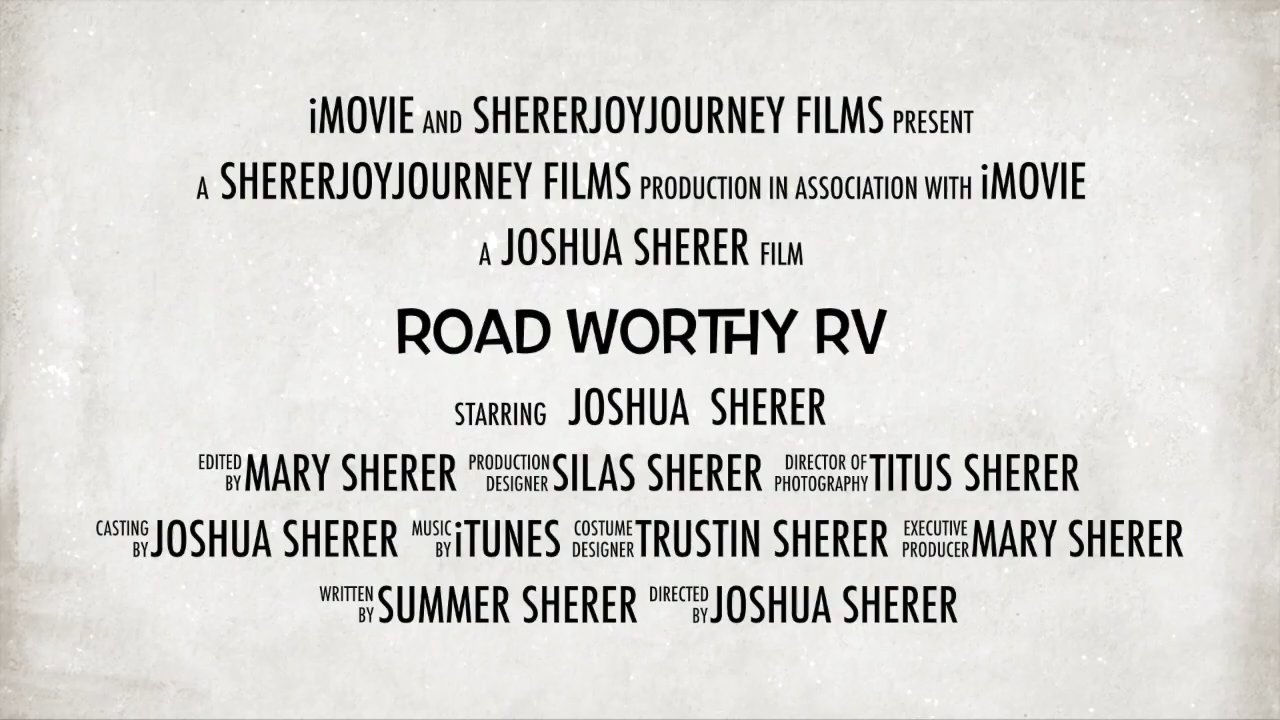 iMOVIE AND SHERERJOYJOURNEY FILMS PRESENT
A SHERERJOYJOURNEY FILMS PRODUCTION IN ASSOCIATION WITH iMOVIE
A JOSHUA SHERER FILM
ROAD WORTHY RV
STARRING JOSHUA SHERER
EDITED BY MARY SHERER PRODUCTION DESIGNER SILAS SHERER DIRECTOR OF PHOTOGRAPHY TITUS SHERER
CASTING BY JOSHUA SHERER MUSIC BY iTUNES COSTUME DESIGNER TRUSTIN SHERER EXECUTIVE PRODUCER MARY SHERER
WRITTEN BY SUMMER SHERER DIRECTED BY JOSHUA SHERER